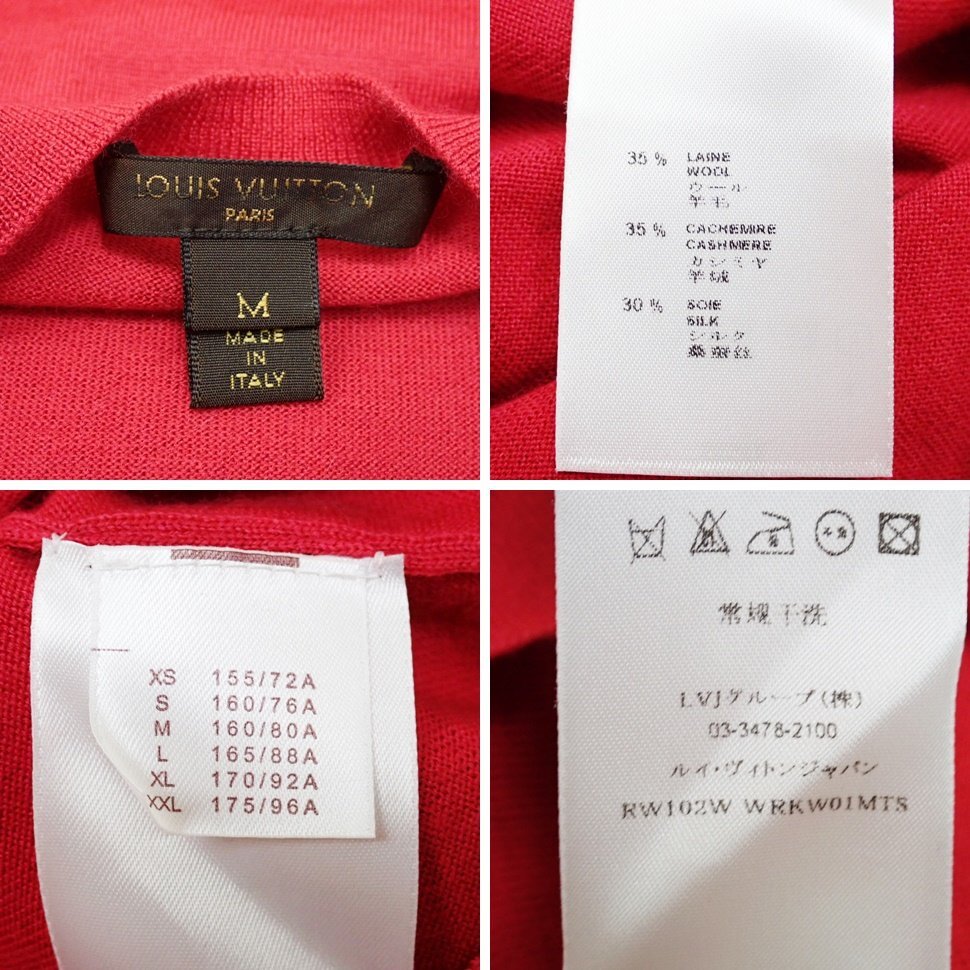 LOUIS VUITTON
PARIS
M
MADE
IN
ITALY
35 % LAINE
WOOL
ウール
羊毛
35 % CACHEMIRE
CASHMERE
カシミヤ
羊绒
30 % SOIE
SILK
シルク
桑蚕丝
XS 155/72A
S 160/76A
M 160/80A
L 165/88A
XL 170/92A
XXL 175/96A
常规干洗
LVJグループ(株)
03-3478-2100
ルイ・ヴィトンジャパン
RW102W WRKW01MTS